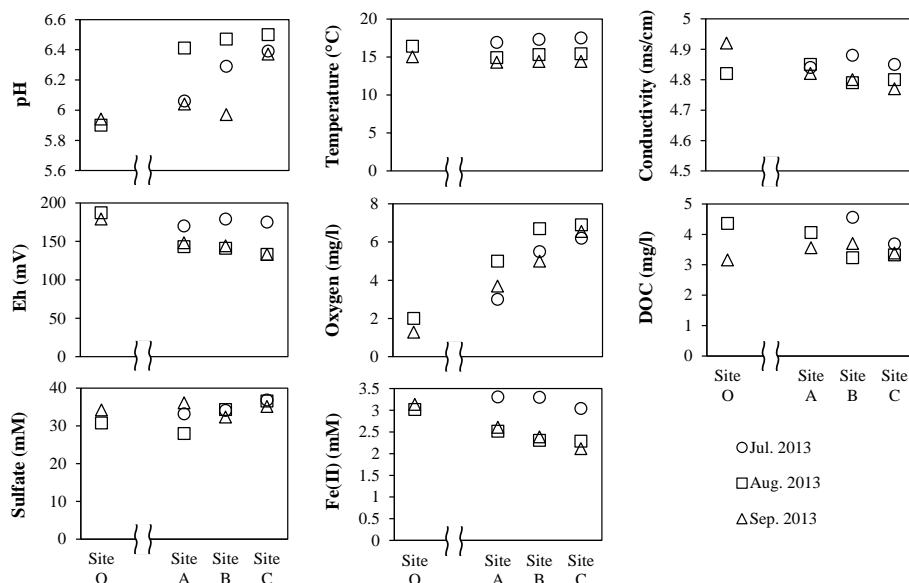 pH
6.6
6.4
6.2
6
5.8
5.6
Temperature (°C)
20
15
10
5
0
Conductivity (ms/cm)
5
4.9
4.8
4.7
4.6
4.5
Eh (mV)
200
150
100
50
0
Oxygen (mg/l)
8
6
4
2
0
DOC (mg/l)
5
4
3
2
1
0
Site O
Site A
Site B
Site C
Sulfate (mM)
40
30
20
10
0
Site O
Site A
Site B
Site C
Fe(II) (mM)
3.5
3
2.5
2
1.5
1
0.5
0
Site O
Site A
Site B
Site C
Jul. 2013
Aug. 2013
Sep. 2013